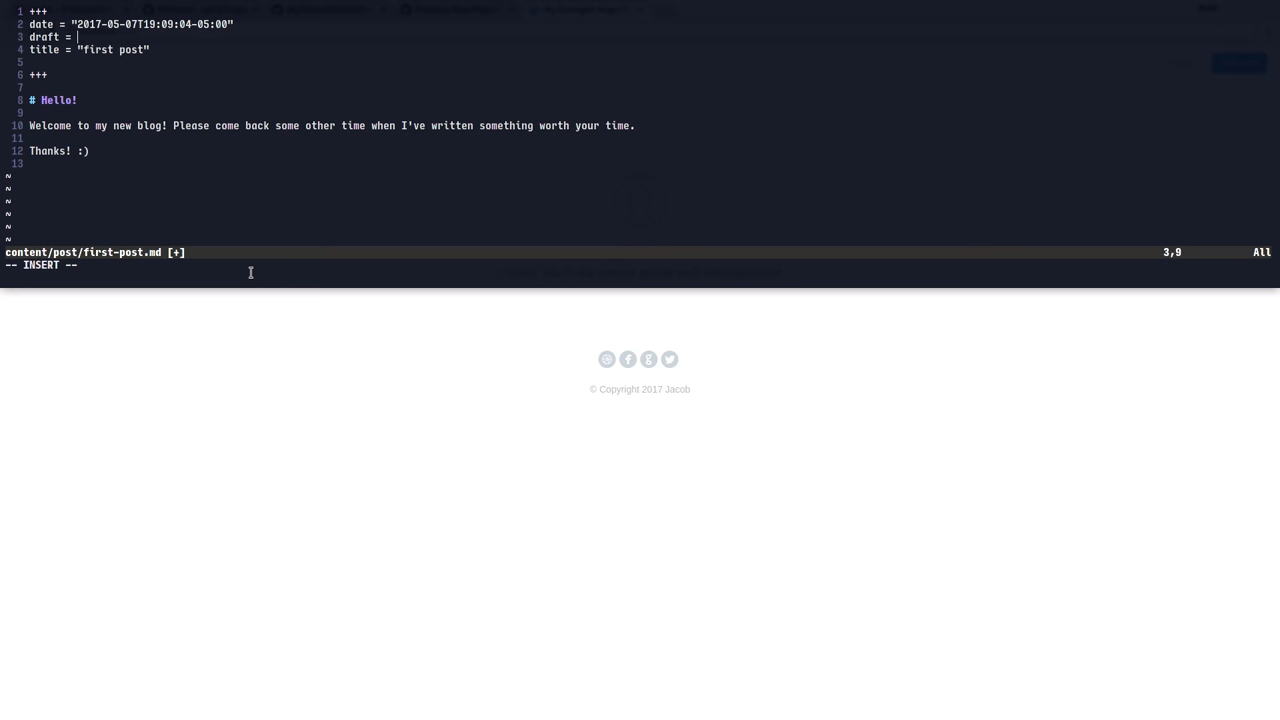 1 +++
2 date = "2017-05-07T19:09:04-05:00"
3 draft =
4 title = "first post"
5
6 +++
7
8 # Hello!
9
10 Welcome to my new blog! Please come back some other time when I've written something worth your time.
11
12 Thanks! :)
13
~
~
~
~
~
~
content/post/first-post.md [+] 3,9 All
-- INSERT --
© Copyright 2017 Jacob